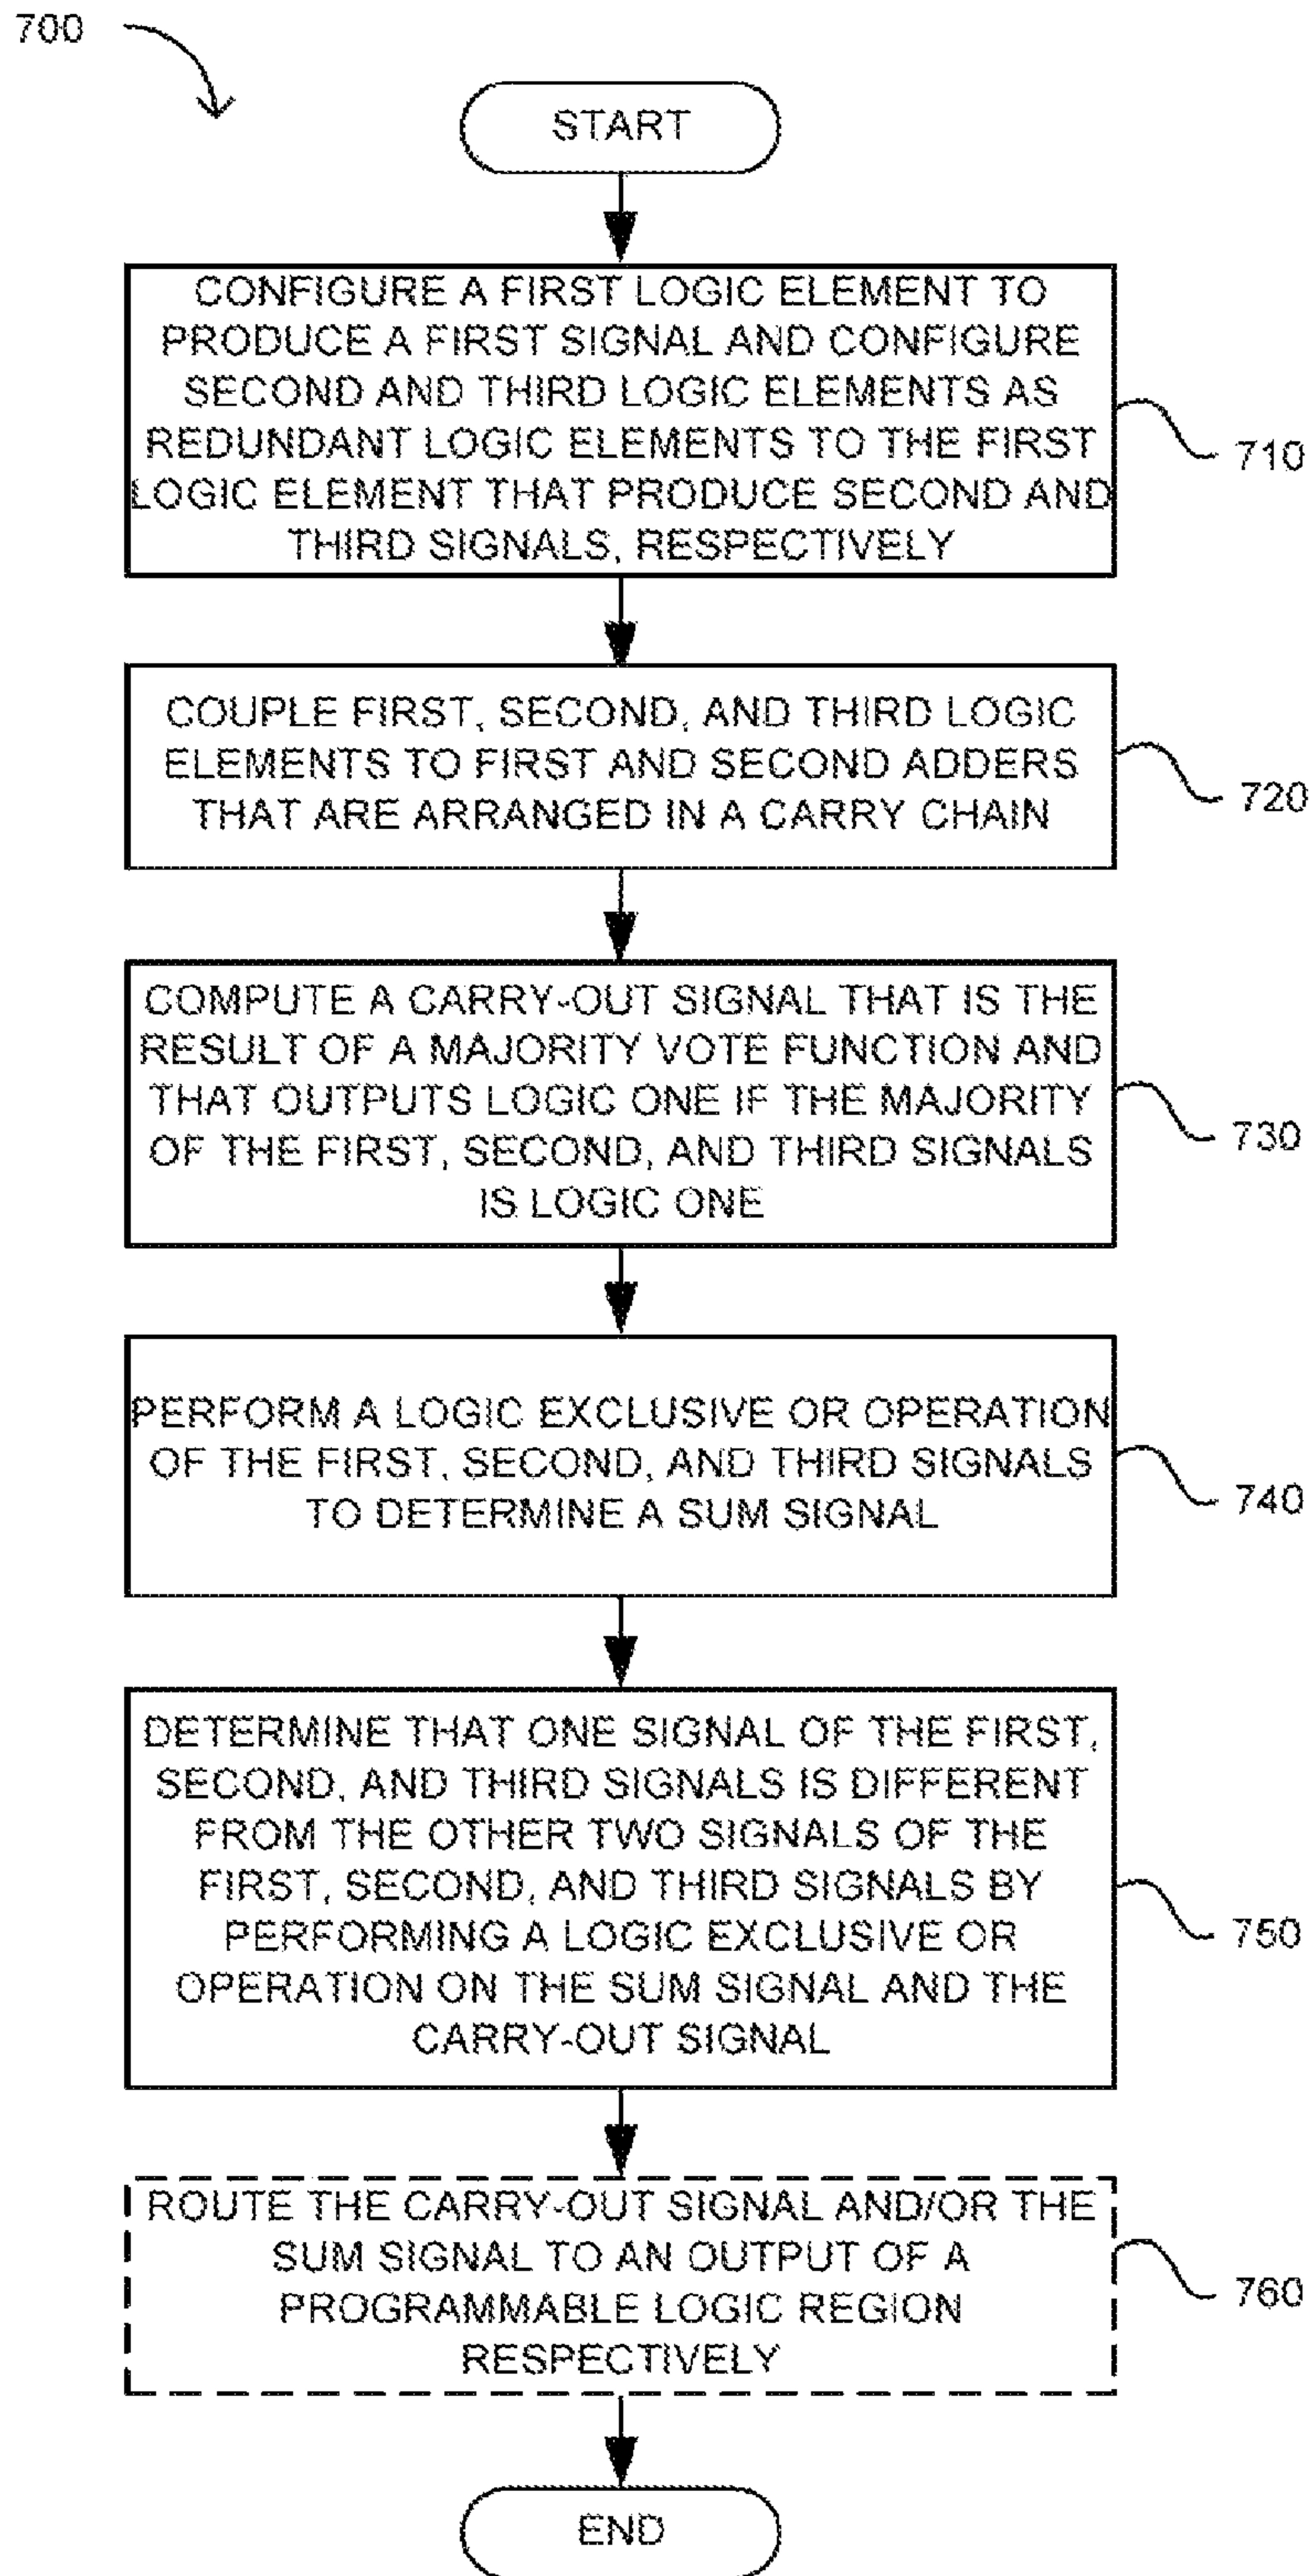 700
START
CONFIGURE A FIRST LOGIC ELEMENT TO
PRODUCE A FIRST SIGNAL AND CONFIGURE
SECOND AND THIRD LOGIC ELEMENTS AS
REDUNDANT LOGIC ELEMENTS TO THE FIRST
LOGIC ELEMENT THAT PRODUCE SECOND AND
THIRD SIGNALS, RESPECTIVELY
710
COUPLE FIRST, SECOND, AND THIRD LOGIC
ELEMENTS TO FIRST AND SECOND ADDERS
THAT ARE ARRANGED IN A CARRY CHAIN
720
COMPUTE A CARRY-OUT SIGNAL THAT IS THE
RESULT OF A MAJORITY VOTE FUNCTION AND
THAT OUTPUTS LOGIC ONE IF THE MAJORITY
OF THE FIRST, SECOND, AND THIRD SIGNALS
IS LOGIC ONE
730
PERFORM A LOGIC EXCLUSIVE OR OPERATION
OF THE FIRST, SECOND, AND THIRD SIGNALS
TO DETERMINE A SUM SIGNAL
740
DETERMINE THAT ONE SIGNAL OF THE FIRST,
SECOND, AND THIRD SIGNALS IS DIFFERENT
FROM THE OTHER TWO SIGNALS OF THE
FIRST, SECOND, AND THIRD SIGNALS BY
PERFORMING A LOGIC EXCLUSIVE OR
OPERATION ON THE SUM SIGNAL AND THE
CARRY-OUT SIGNAL
750
ROUTE THE CARRY-OUT SIGNAL AND/OR THE
SUM SIGNAL TO AN OUTPUT OF A
PROGRAMMABLE LOGIC REGION
RESPECTIVELY
760
END